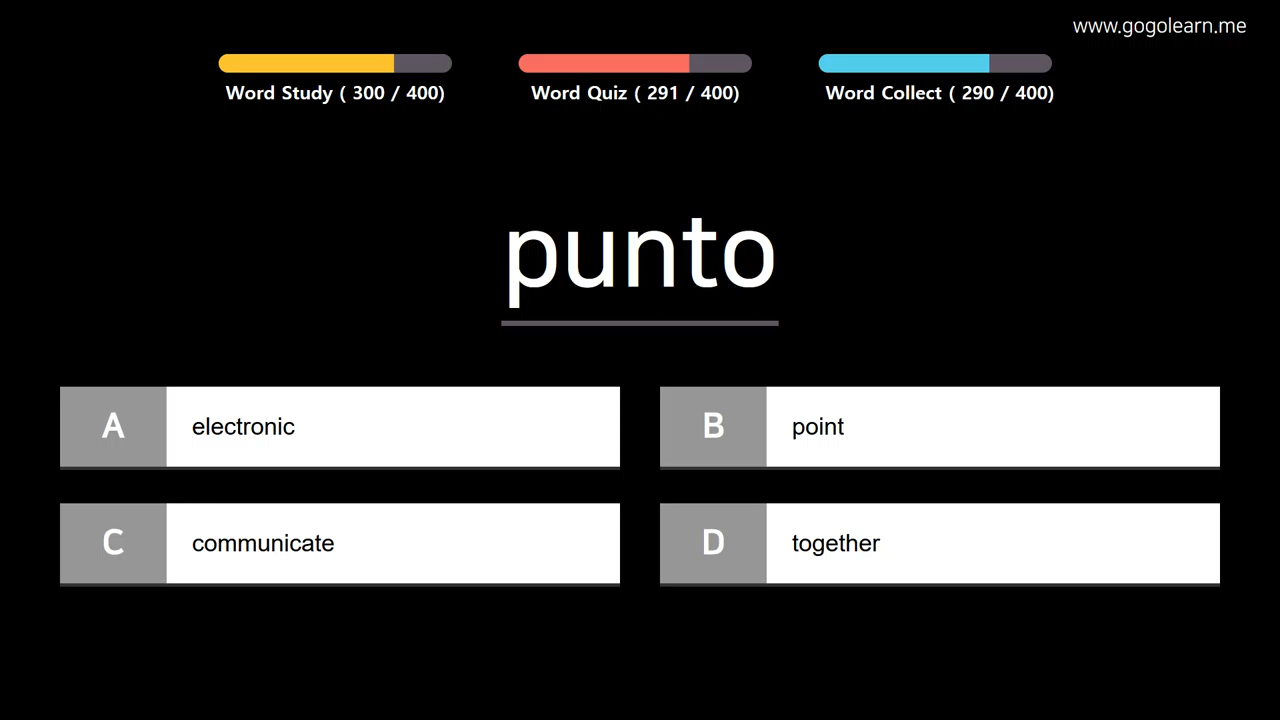 www.gogolearn.me
Word Study ( 300 / 400)
Word Quiz ( 291 / 400)
Word Collect ( 290 / 400)
punto
A
electronic
B
point
C
communicate
D
together